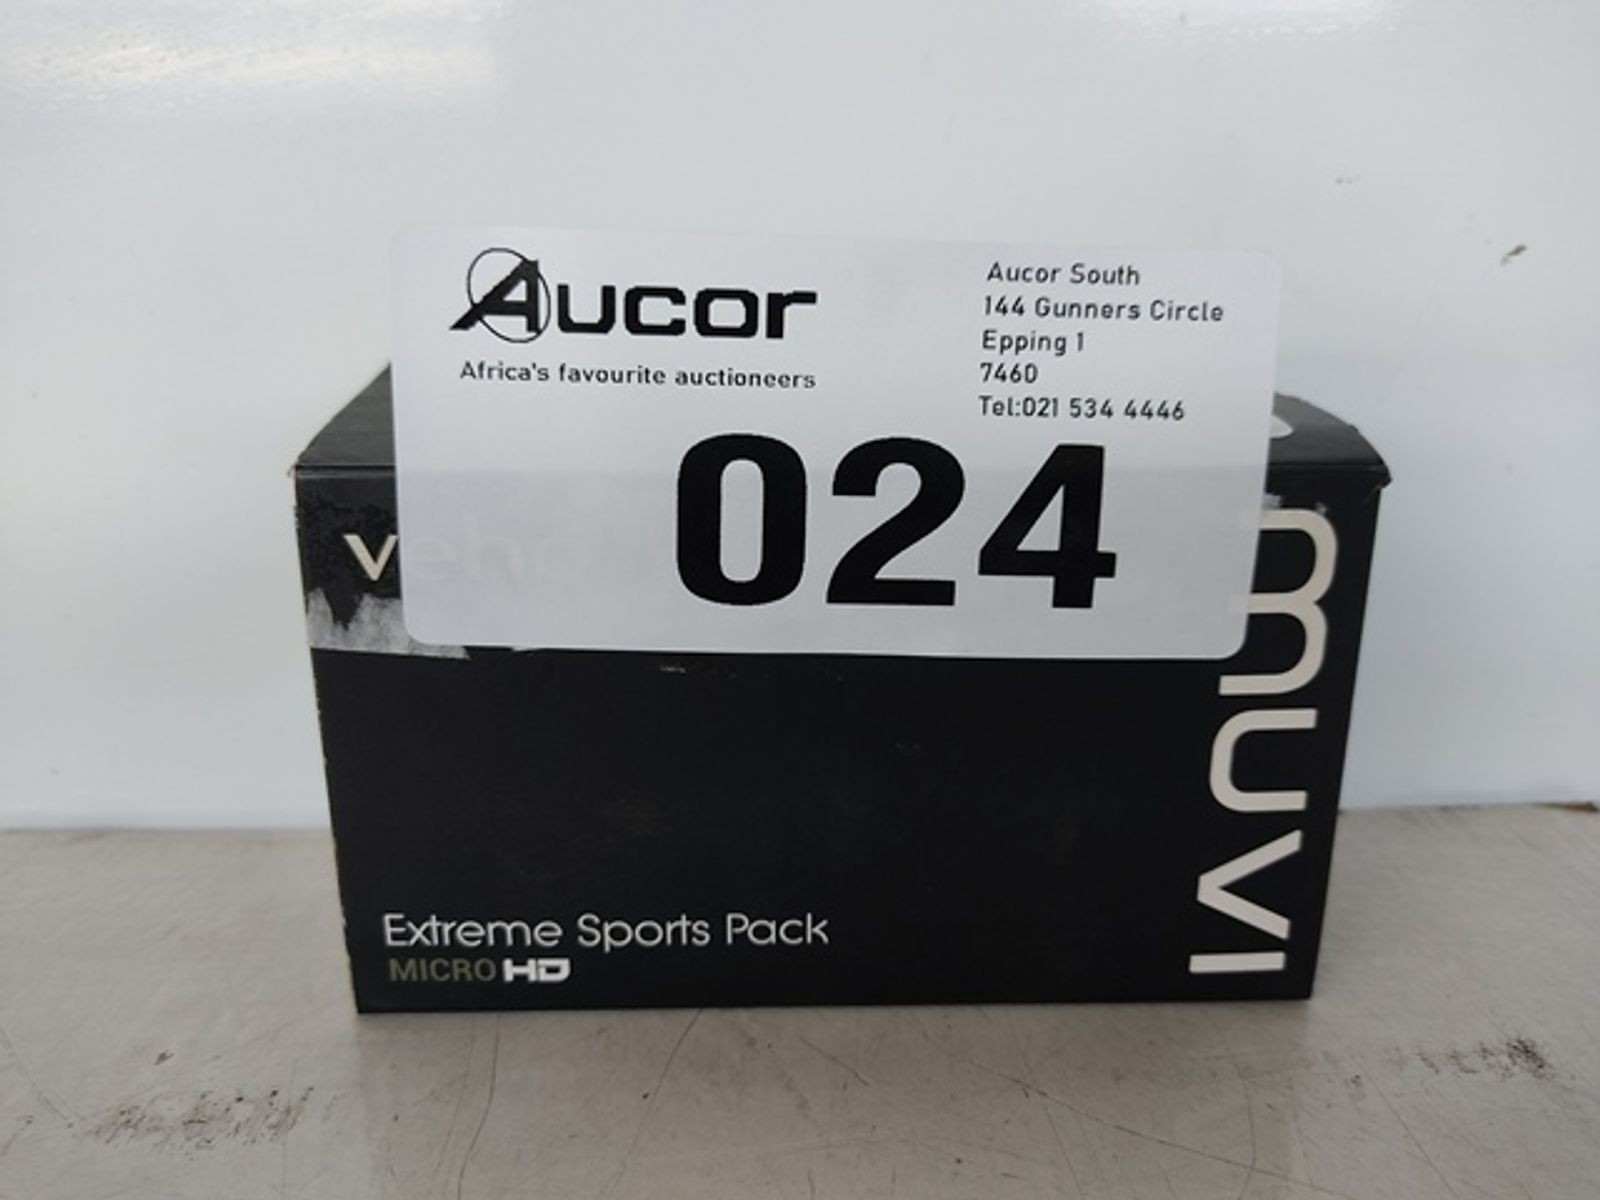 Aucor
Africa's favourite auctioneers
Aucor South
144 Gunners Circle
Epping 1
7460
Tel:021 534 4446
024
veho
muvi
Extreme Sports Pack
MICRO HD